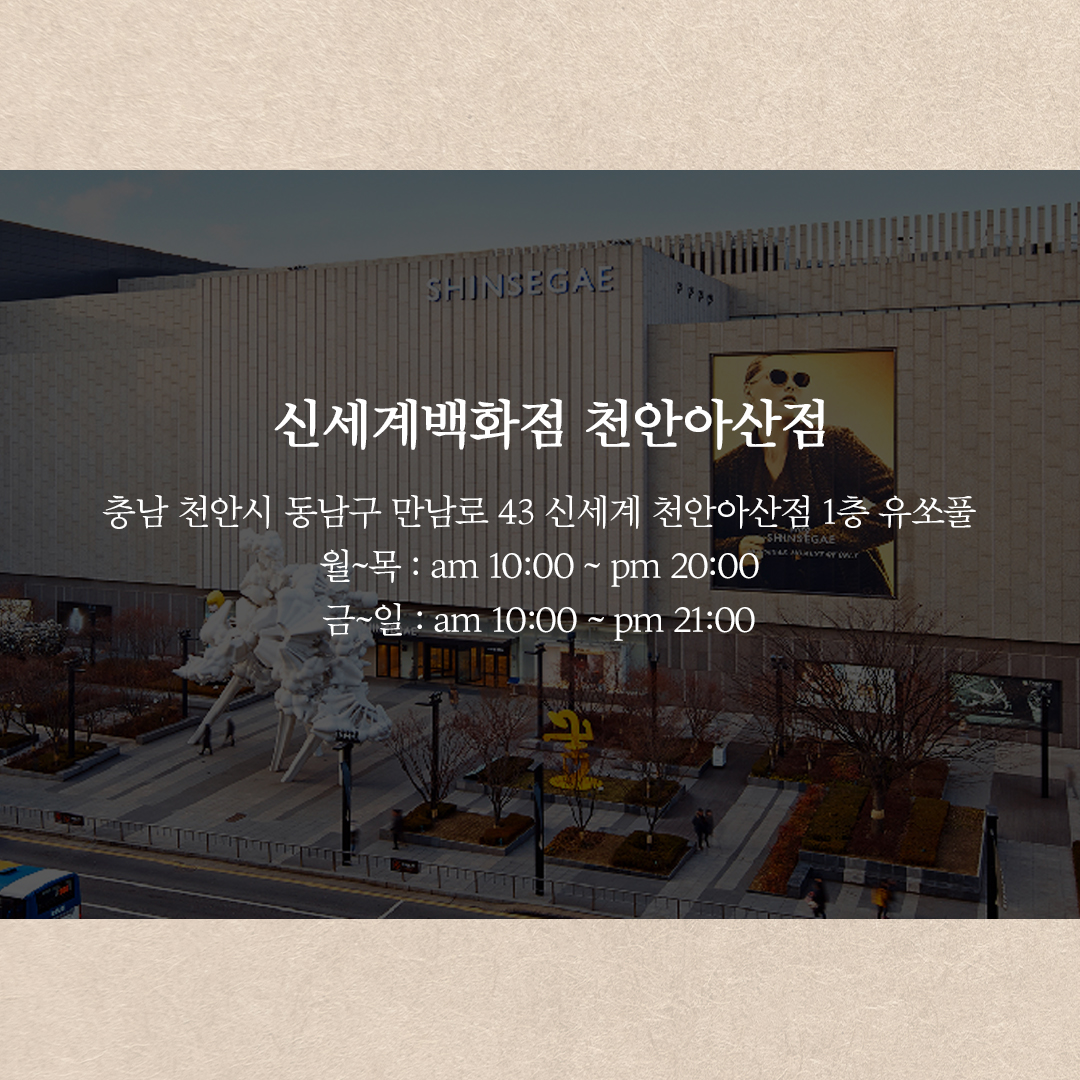 SHINSEGAE
신세계백화점 천안아산점
충남 천안시 동남구 만남로 43 신세계 천안아산점 1층 유쏘풀
SHINSEGAE
월~목 : am 10:00 ~ pm 20:00
금~일 : am 10:00 ~ pm 21:00